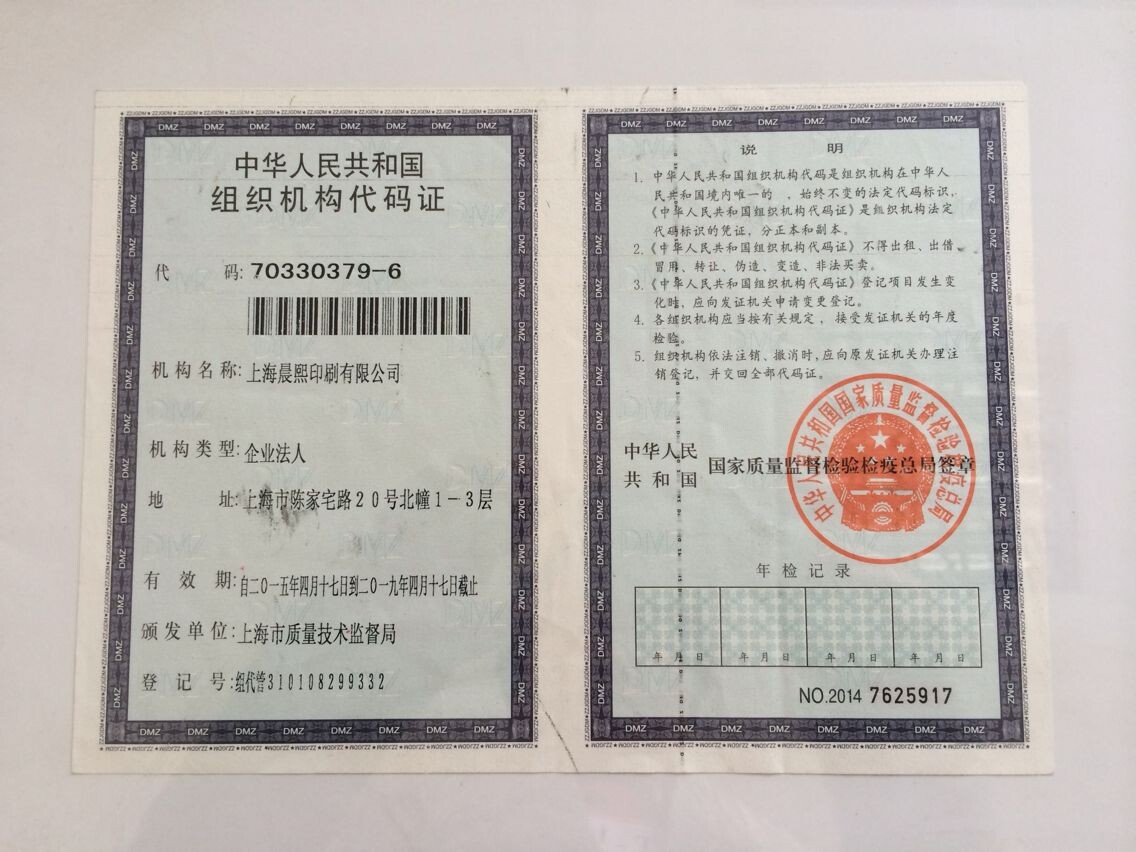 中华人民共和国
组织机构代码证
代 码: 70330379-6
机构名称: 上海晨熙印刷有限公司
机构类型: 企业法人
地 址: 上海市陈家宅路20号北幢1-3层
有 效 期: 自二〇一五年四月十七日到二〇一九年四月十七日截止
颁发单位: 上海市质量技术监督局
登 记 号: 组代管310108299332
说 明
1. 中华人民共和国组织机构代码是组织机构在中华人
民共和国境内唯一的 、始终不变的法定代码标识,
《中华人民共和国组织机构代码证》是组织机构法定
代码标识的凭证, 分正本和副本。
2.《中华人民共和国组织机构代码证》不得出租、出借、
冒用、转让、伪造、变造、非法买卖。
3.《中华人民共和国组织机构代码证》登记项目发生变
化时, 应向发证机关申请变更登记。
4. 各组织机构应当按有关规定, 接受发证机关的年度
检验。
5. 组织机构依法注销、撤消时, 应向原发证机关办理注
销登记, 并交回全部代码证。
中华人民
共和国 国家质量监督检验检疫总局签章
中华人民共和国国家质量监督检验检疫总局
年检记录
年 月 日 年 月 日 年 月 日 年 月 日
NO.2014 7625917